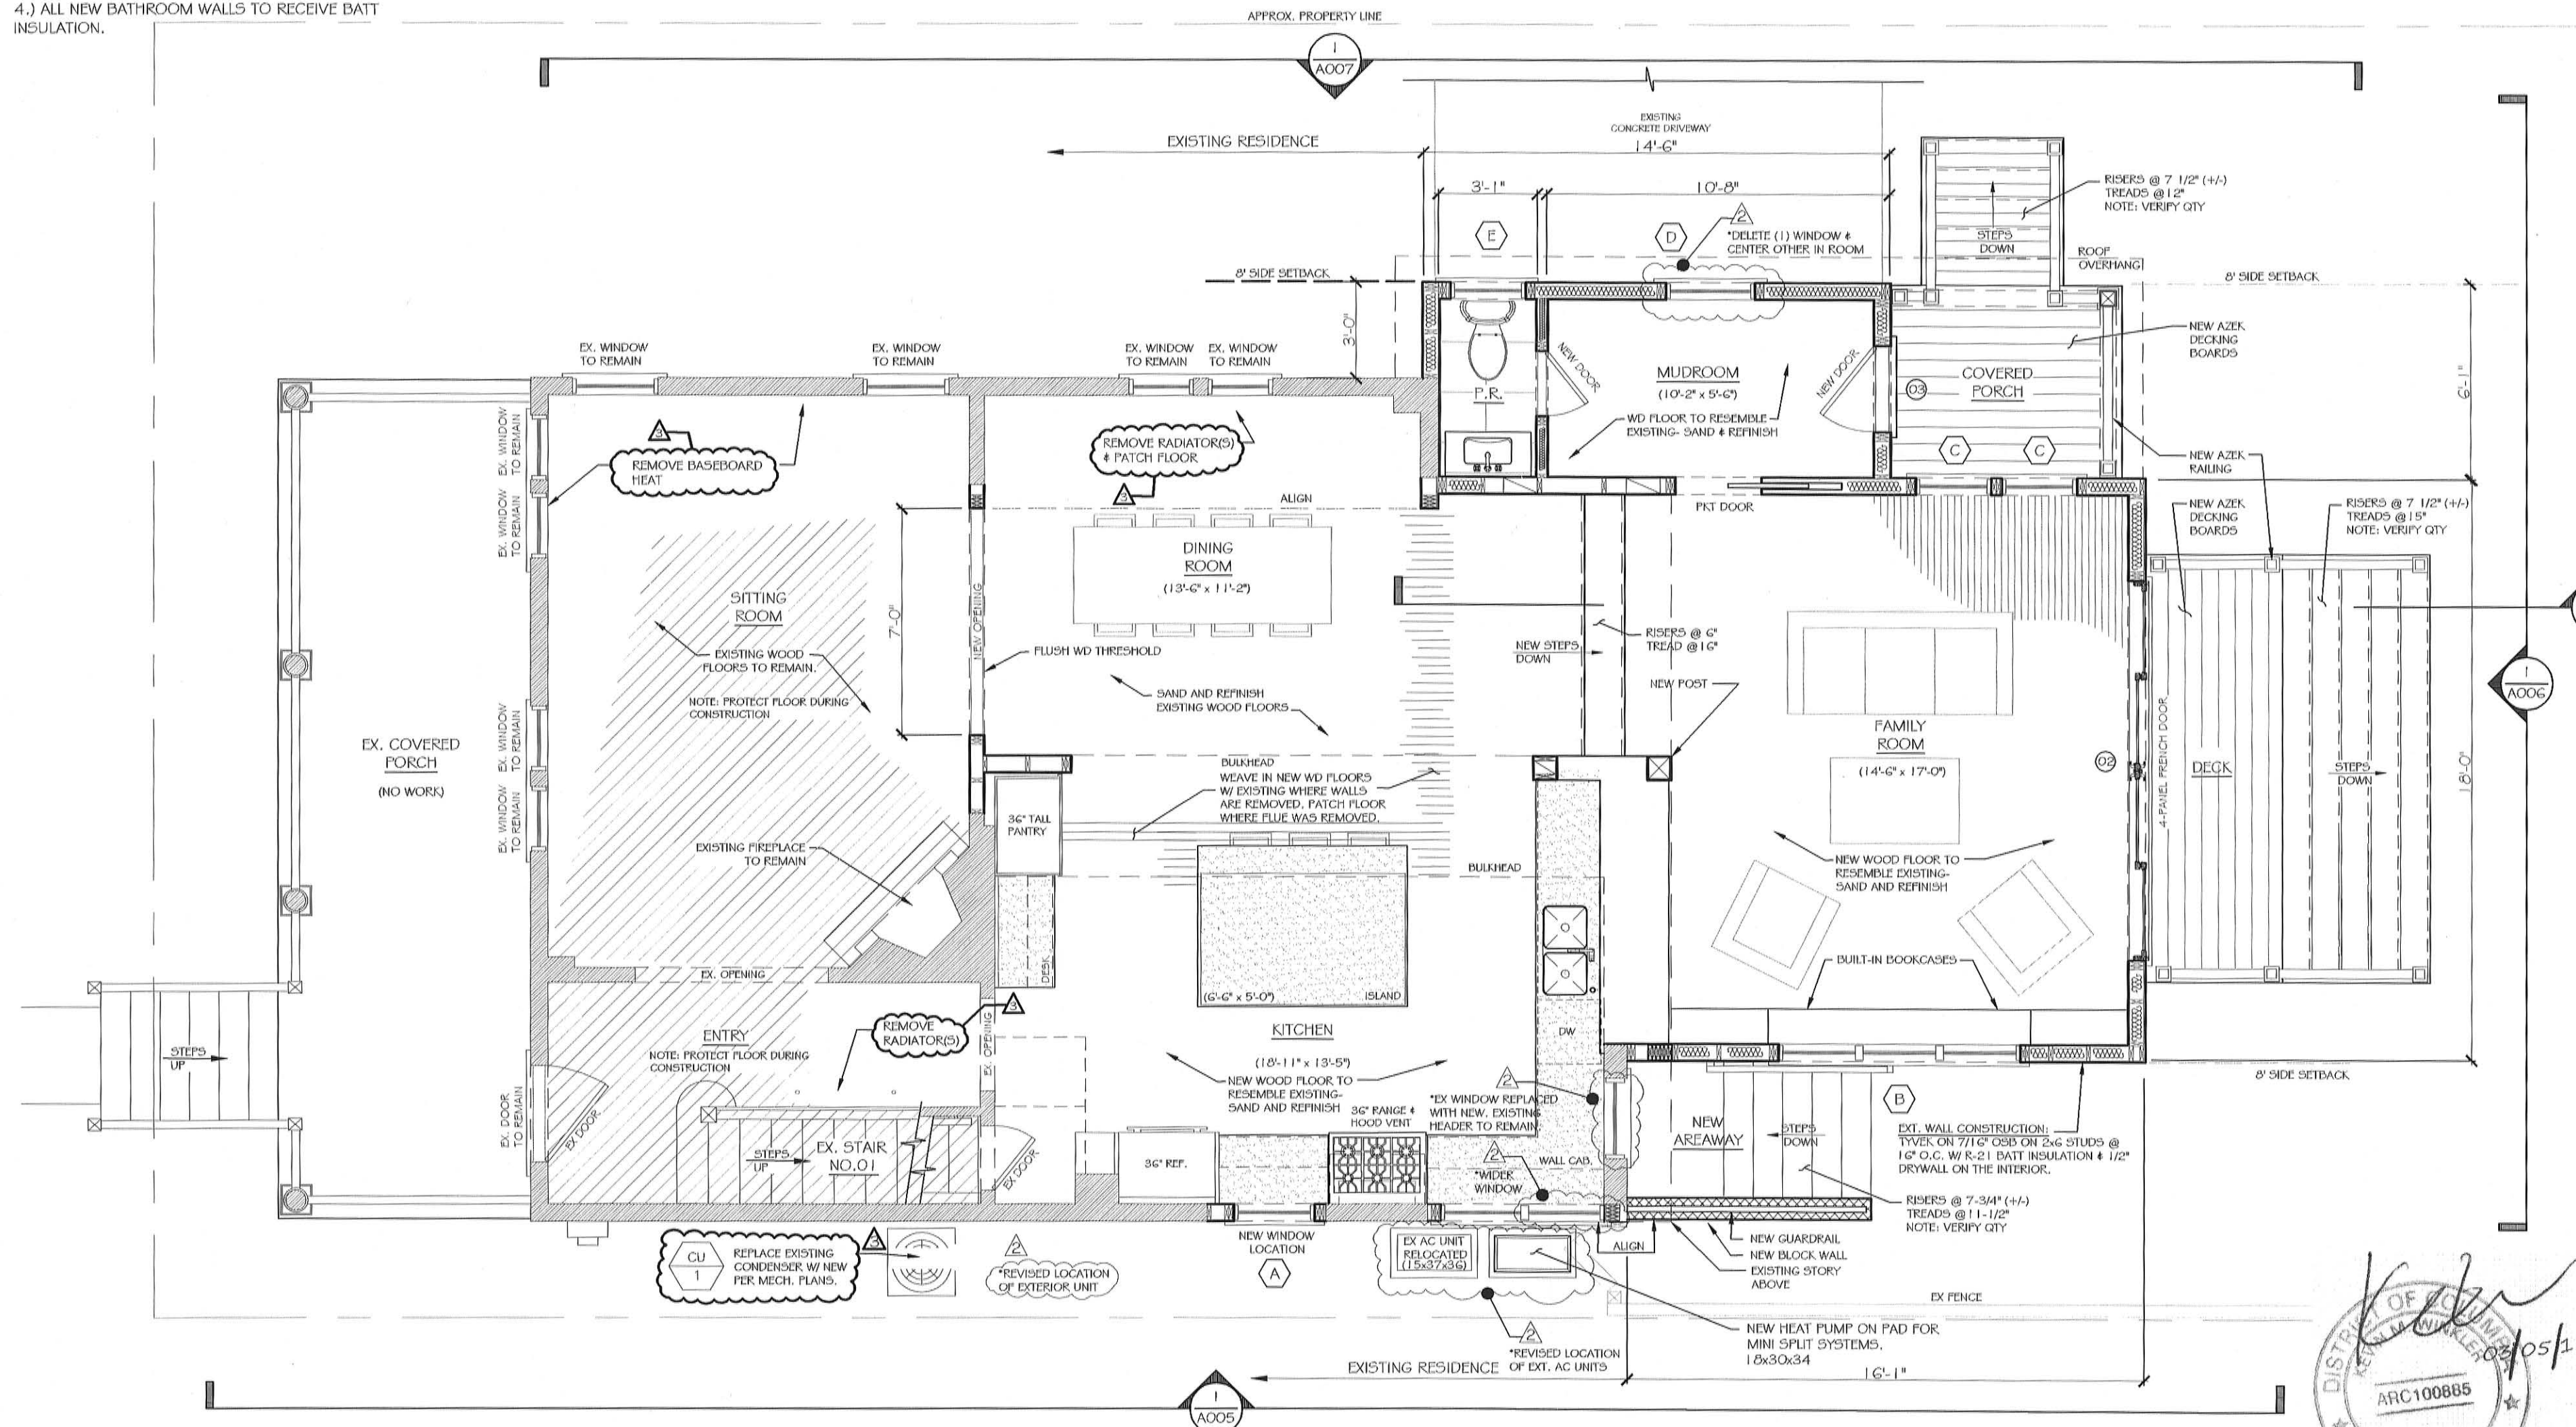 4.) ALL NEW BATHROOM WALLS TO RECEIVE BATT
INSULATION.
APPROX. PROPERTY LINE
1
A007
EXISTING RESIDENCE
EXISTING
CONCRETE DRIVEWAY
14'-6"
3'-1"
10'-8"
E
D
2
*DELETE (1) WINDOW &
CENTER OTHER IN ROOM
STEPS
DOWN
RISERS @ 7 1/2" (+/-)
TREADS @12"
NOTE: VERIFY QTY
ROOF
OVERHANG
8' SIDE SETBACK
8' SIDE SETBACK
3'-0"
EX. WINDOW
TO REMAIN
EX. WINDOW
TO REMAIN
EX. WINDOW
TO REMAIN
EX. WINDOW
TO REMAIN
P.R.
NEW DOOR
MUDROOM
(10'-2" x 5'-6")
WD FLOOR TO RESEMBLE
EXISTING- SAND & REFINISH
NEW DOOR
03
COVERED
PORCH
C
C
NEW AZEK
DECKING
BOARDS
6'-1"
NEW AZEK
RAILING
EX. WINDOW
TO REMAIN
EX. WINDOW
TO REMAIN
3
REMOVE BASEBOARD
HEAT
REMOVE RADIATOR(S)
& PATCH FLOOR
3
ALIGN
PKT DOOR
NEW AZEK
DECKING
BOARDS
RISERS @ 7 1/2" (+/-)
TREADS @15"
NOTE: VERIFY QTY
DINING
ROOM
(13'-6" x 11'-2")
SITTING
ROOM
7'-0"
NEW OPENING
EXISTING WOOD
FLOORS TO REMAIN.
NOTE: PROTECT FLOOR DURING
CONSTRUCTION
FLUSH WD THRESHOLD
SAND AND REFINISH
EXISTING WOOD FLOORS
NEW STEPS
DOWN
RISERS @ 6"
TREAD @16"
NEW POST
1
A006
EX. COVERED
PORCH
(NO WORK)
EX. WINDOW
TO REMAIN
EX. WINDOW
TO REMAIN
FAMILY
ROOM
(14'-6" x 17'-0")
02
4-PANEL FRENCH DOOR
DECK
STEPS
DOWN
18'-0"
BULKHEAD
WEAVE IN NEW WD FLOORS
W/ EXISTING WHERE WALLS
ARE REMOVED. PATCH FLOOR
WHERE FLUE WAS REMOVED.
36" TALL
PANTRY
EXISTING FIREPLACE
TO REMAIN
BULKHEAD
NEW WOOD FLOOR TO
RESEMBLE EXISTING-
SAND AND REFINISH
BUILT-IN BOOKCASES
EX. OPENING
DESK
(6'-6" x 5'-0")
ISLAND
3
REMOVE
RADIATOR(S)
ENTRY
NOTE: PROTECT FLOOR DURING
CONSTRUCTION
EX. OPENING
KITCHEN
(18'-11" x 13'-5")
NEW WOOD FLOOR TO
RESEMBLE EXISTING-
SAND AND REFINISH
DW
STEPS
UP
EX. DOOR
TO REMAIN
EX DOOR
STEPS
UP
EX. STAIR
NO.01
EX DOOR
36" REF.
36" RANGE &
HOOD VENT
2
*EX WINDOW REPLACED
WITH NEW. EXISTING
HEADER TO REMAIN
2
*WIDER
WINDOW
WALL CAB.
NEW
AREAWAY
STEPS
DOWN
8' SIDE SETBACK
B
EXT. WALL CONSTRUCTION:
TYVEK ON 7/16" OSB ON 2x6 STUDS @
16" O.C. W/ R-21 BATT INSULATION & 1/2"
DRYWALL ON THE INTERIOR.
RISERS @ 7-3/4" (+/-)
TREADS @11-1/2"
NOTE: VERIFY QTY
CU
1
REPLACE EXISTING
CONDENSER W/ NEW
PER MECH. PLANS.
3
2
*REVISED LOCATION
OF EXTERIOR UNIT
NEW WINDOW
LOCATION
A
EX AC UNIT
RELOCATED
(15x37x36)
ALIGN
NEW GUARDRAIL
NEW BLOCK WALL
EXISTING STORY
ABOVE
EX FENCE
2
*REVISED LOCATION
OF EXT. AC UNITS
NEW HEAT PUMP ON PAD FOR
MINI SPLIT SYSTEMS.
18x30x34
EXISTING RESIDENCE
16'-1"
1
A005
DISTRICT OF COLUMBIA
KEVIN M. WINKLER
03/05/1
ARC100885